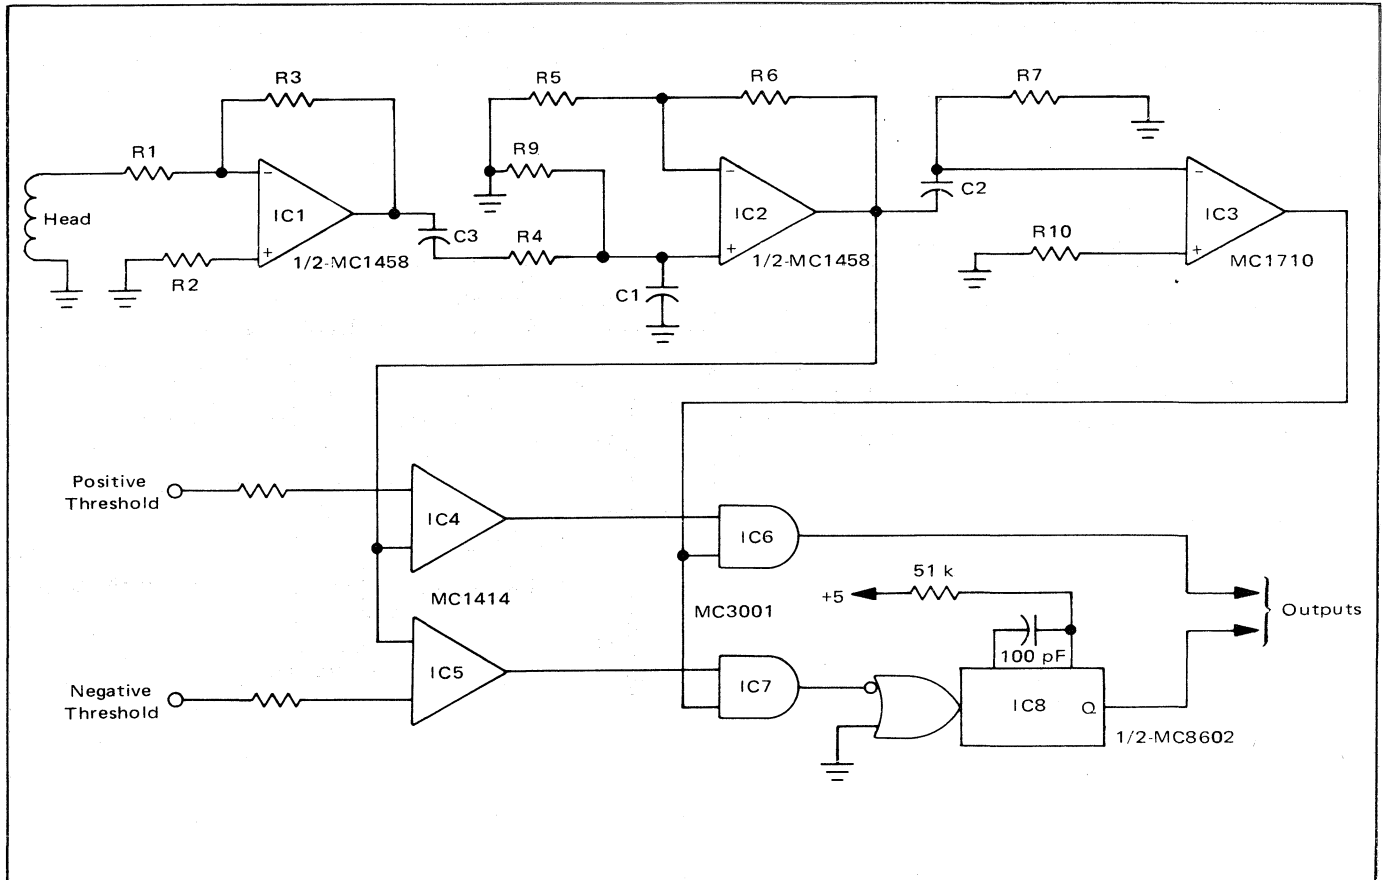 R3
R5
R6
R7
R1
R9
Head
IC1
C3
R4
IC2
C2
IC3
R10
R2
1/2-MC1458
1/2-MC1458
MC1710
C1
Positive
Threshold
IC4
IC6
51 k
+5
MC1414
MC3001
Outputs
100 pF
IC5
IC7
IC8
Q
Negative
Threshold
1/2-MC8602